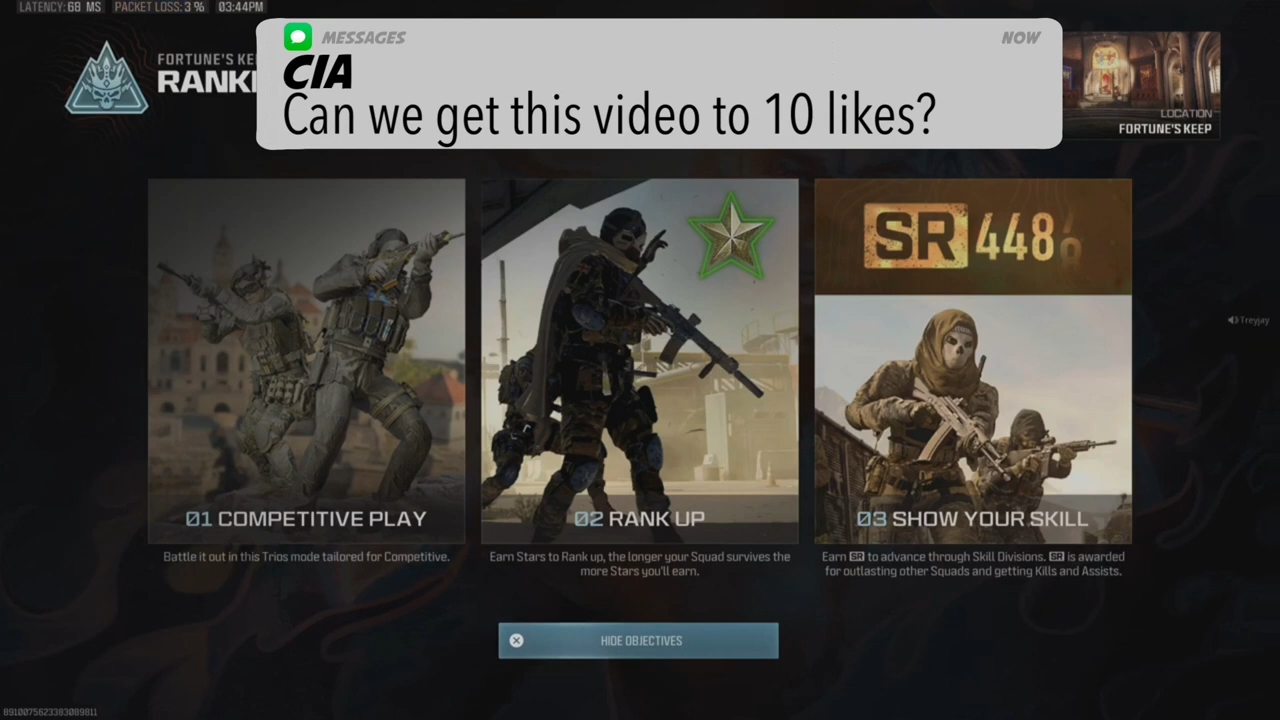 LATENCY: 68 MS PACKET LOSS: 3 % 03:44PM
MESSAGES
NOW
CIA
Can we get this video to 10 likes?
FORTUNE'S
LOCATION
FORTUNE'S KEEP
SR 448
Treyjay
01 COMPETITIVE PLAY
02 RANK UP
03 SHOW YOUR SKILL
Battle it out in this Trios mode tailored for Competitive.
Earn Stars to Rank up, the longer your Squad survives the
more Stars you'll earn.
Earn SR to advance through Skill Divisions. SR is awarded
for outlasting other Squads and getting Kills and Assists.
HIDE OBJECTIVES
8910075623383089811